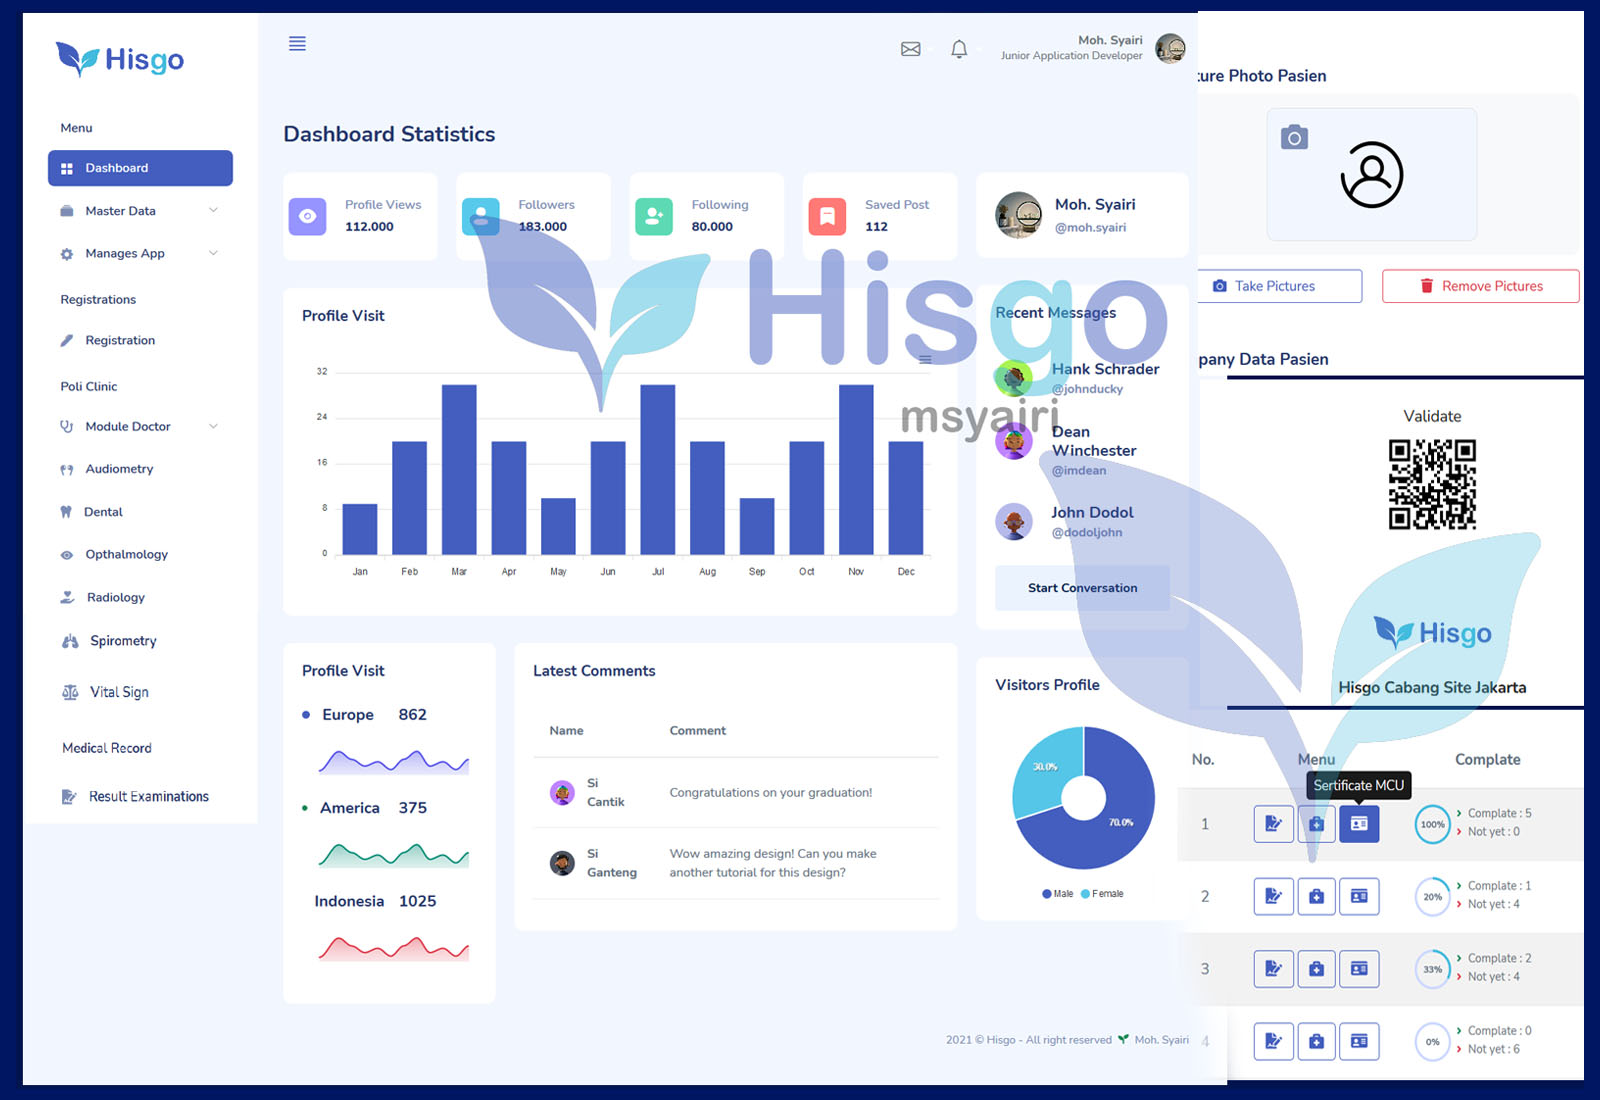 Hisgo
Menu
Dashboard
Master Data
Manages App
Registrations
Registration
Poli Clinic
Module Doctor
Audiometry
Dental
Opthalmology
Radiology
Spirometry
Vital Sign
Medical Record
Result Examinations
Moh. Syairi
Junior Application Developer
Dashboard Statistics
Profile Views
112.000
Followers
183.000
Following
80.000
Saved Post
112
Moh. Syairi
@moh.syairi
Profile Visit
32
24
16
8
0
Jan Feb Mar Apr May Jun Jul Aug Sep Oct Nov Dec
Hisgo
msyairi
Recent Messages
Hank Schrader
@johnducky
Dean
Winchester
@imdean
John Dodol
@dodoljohn
Start Conversation
Profile Visit
Europe 862
America 375
Indonesia 1025
Latest Comments
Name Comment
Si
Cantik
Congratulations on your graduation!
Si
Ganteng
Wow amazing design! Can you make
another tutorial for this design?
Visitors Profile
30.0%
70.0%
Male Female
2021 © Hisgo - All right reserved Moh. Syairi
ture Photo Pasien
Take Pictures
Remove Pictures
pany Data Pasien
Validate
Hisgo
Hisgo Cabang Site Jakarta
No. Menu Complate
Sertificate MCU
1
100%
Complate : 5
Not yet : 0
2
20%
Complate : 1
Not yet : 4
3
33%
Complate : 2
Not yet : 4
4
0%
Complate : 0
Not yet : 6